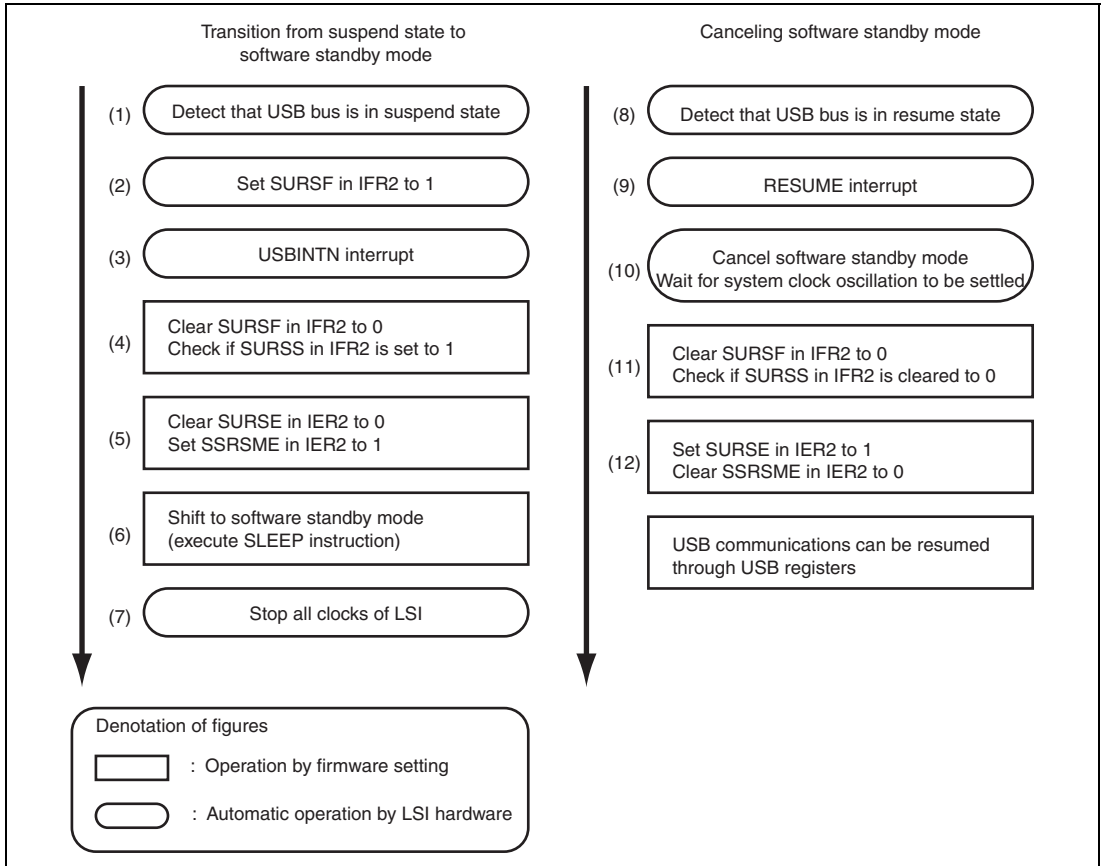 Transition from suspend state to
software standby mode
(1) Detect that USB bus is in suspend state
(2) Set SURSF in IFR2 to 1
(3) USBINTN interrupt
(4) Clear SURSF in IFR2 to 0
Check if SURSS in IFR2 is set to 1
(5) Clear SURSE in IER2 to 0
Set SSRSME in IER2 to 1
(6) Shift to software standby mode
(execute SLEEP instruction)
(7) Stop all clocks of LSI
Canceling software standby mode
(8) Detect that USB bus is in resume state
(9) RESUME interrupt
(10) Cancel software standby mode
Wait for system clock oscillation to be settled
(11) Clear SURSF in IFR2 to 0
Check if SURSS in IFR2 is cleared to 0
(12) Set SURSE in IER2 to 1
Clear SSRSME in IER2 to 0
USB communications can be resumed
through USB registers
Denotation of figures
: Operation by firmware setting
: Automatic operation by LSI hardware